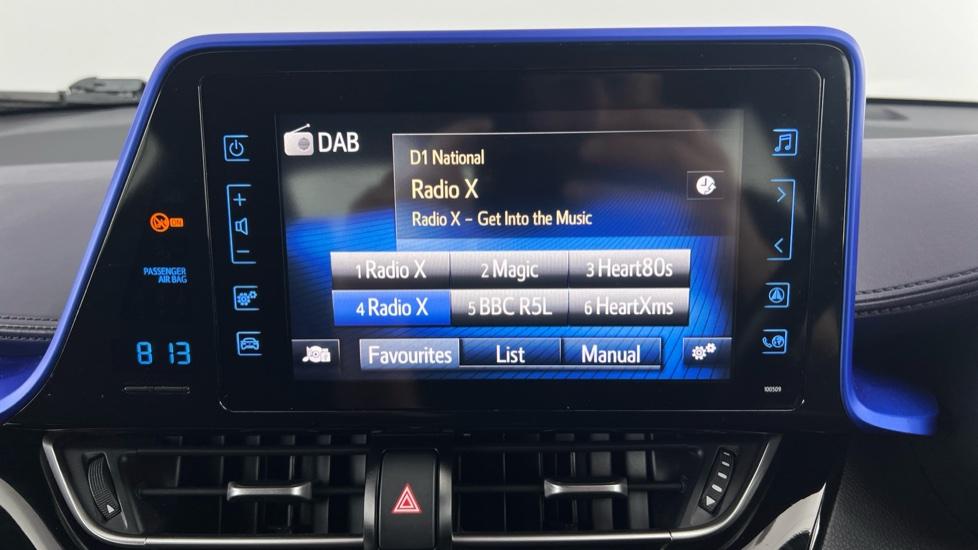 DAB
D1 National
Radio X
Radio X – Get Into the Music
1 Radio X 2 Magic 3 Heart80s
4 Radio X 5 BBC R5L 6 HeartXms
Favourites List Manual
ON
PASSENGER
AIR BAG
8 13
100509